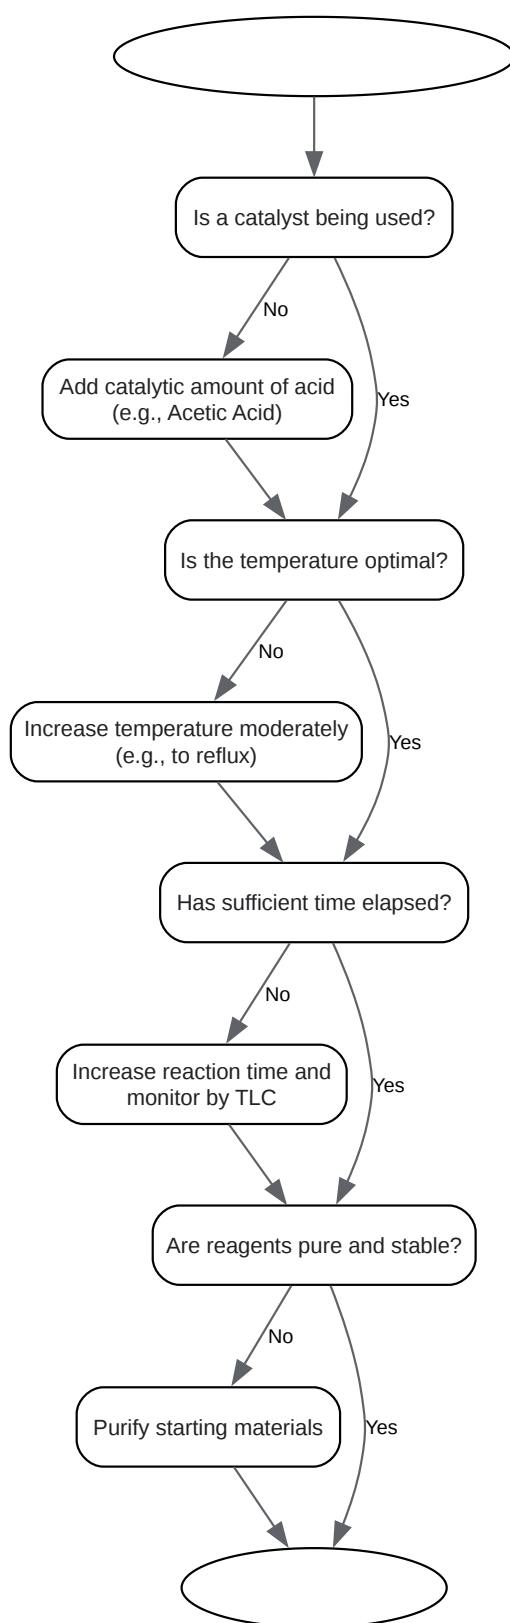 Is a catalyst being used?
No
Add catalytic amount of acid
(e.g., Acetic Acid)
Yes
Is the temperature optimal?
No
Increase temperature moderately
(e.g., to reflux)
Yes
Has sufficient time elapsed?
No
Increase reaction time and
monitor by TLC
Yes
Are reagents pure and stable?
No
Purify starting materials
Yes